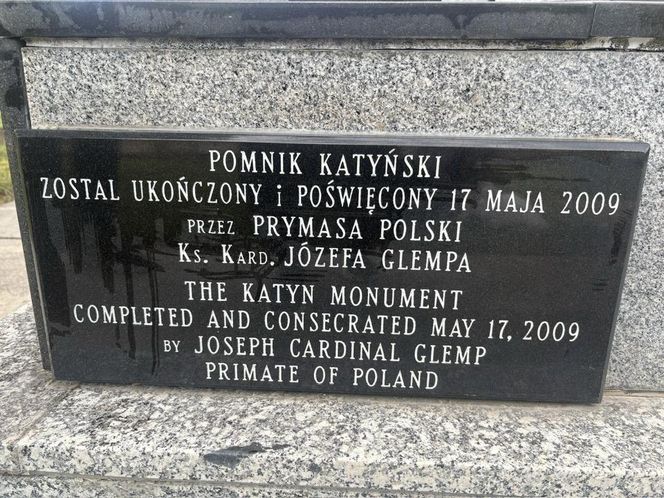 POMNIK KATYŃSKI
ZOSTAL UKOŃCZONY i POŚWIĘCONY 17 MAJA 2009
PRZEZ PRYMASA POLSKI
KS. KARD. JÓZEFA GLEMPA
THE KATYN MONUMENT
COMPLETED AND CONSECRATED MAY 17, 2009
BY JOSEPH CARDINAL GLEMP
PRIMATE OF POLAND